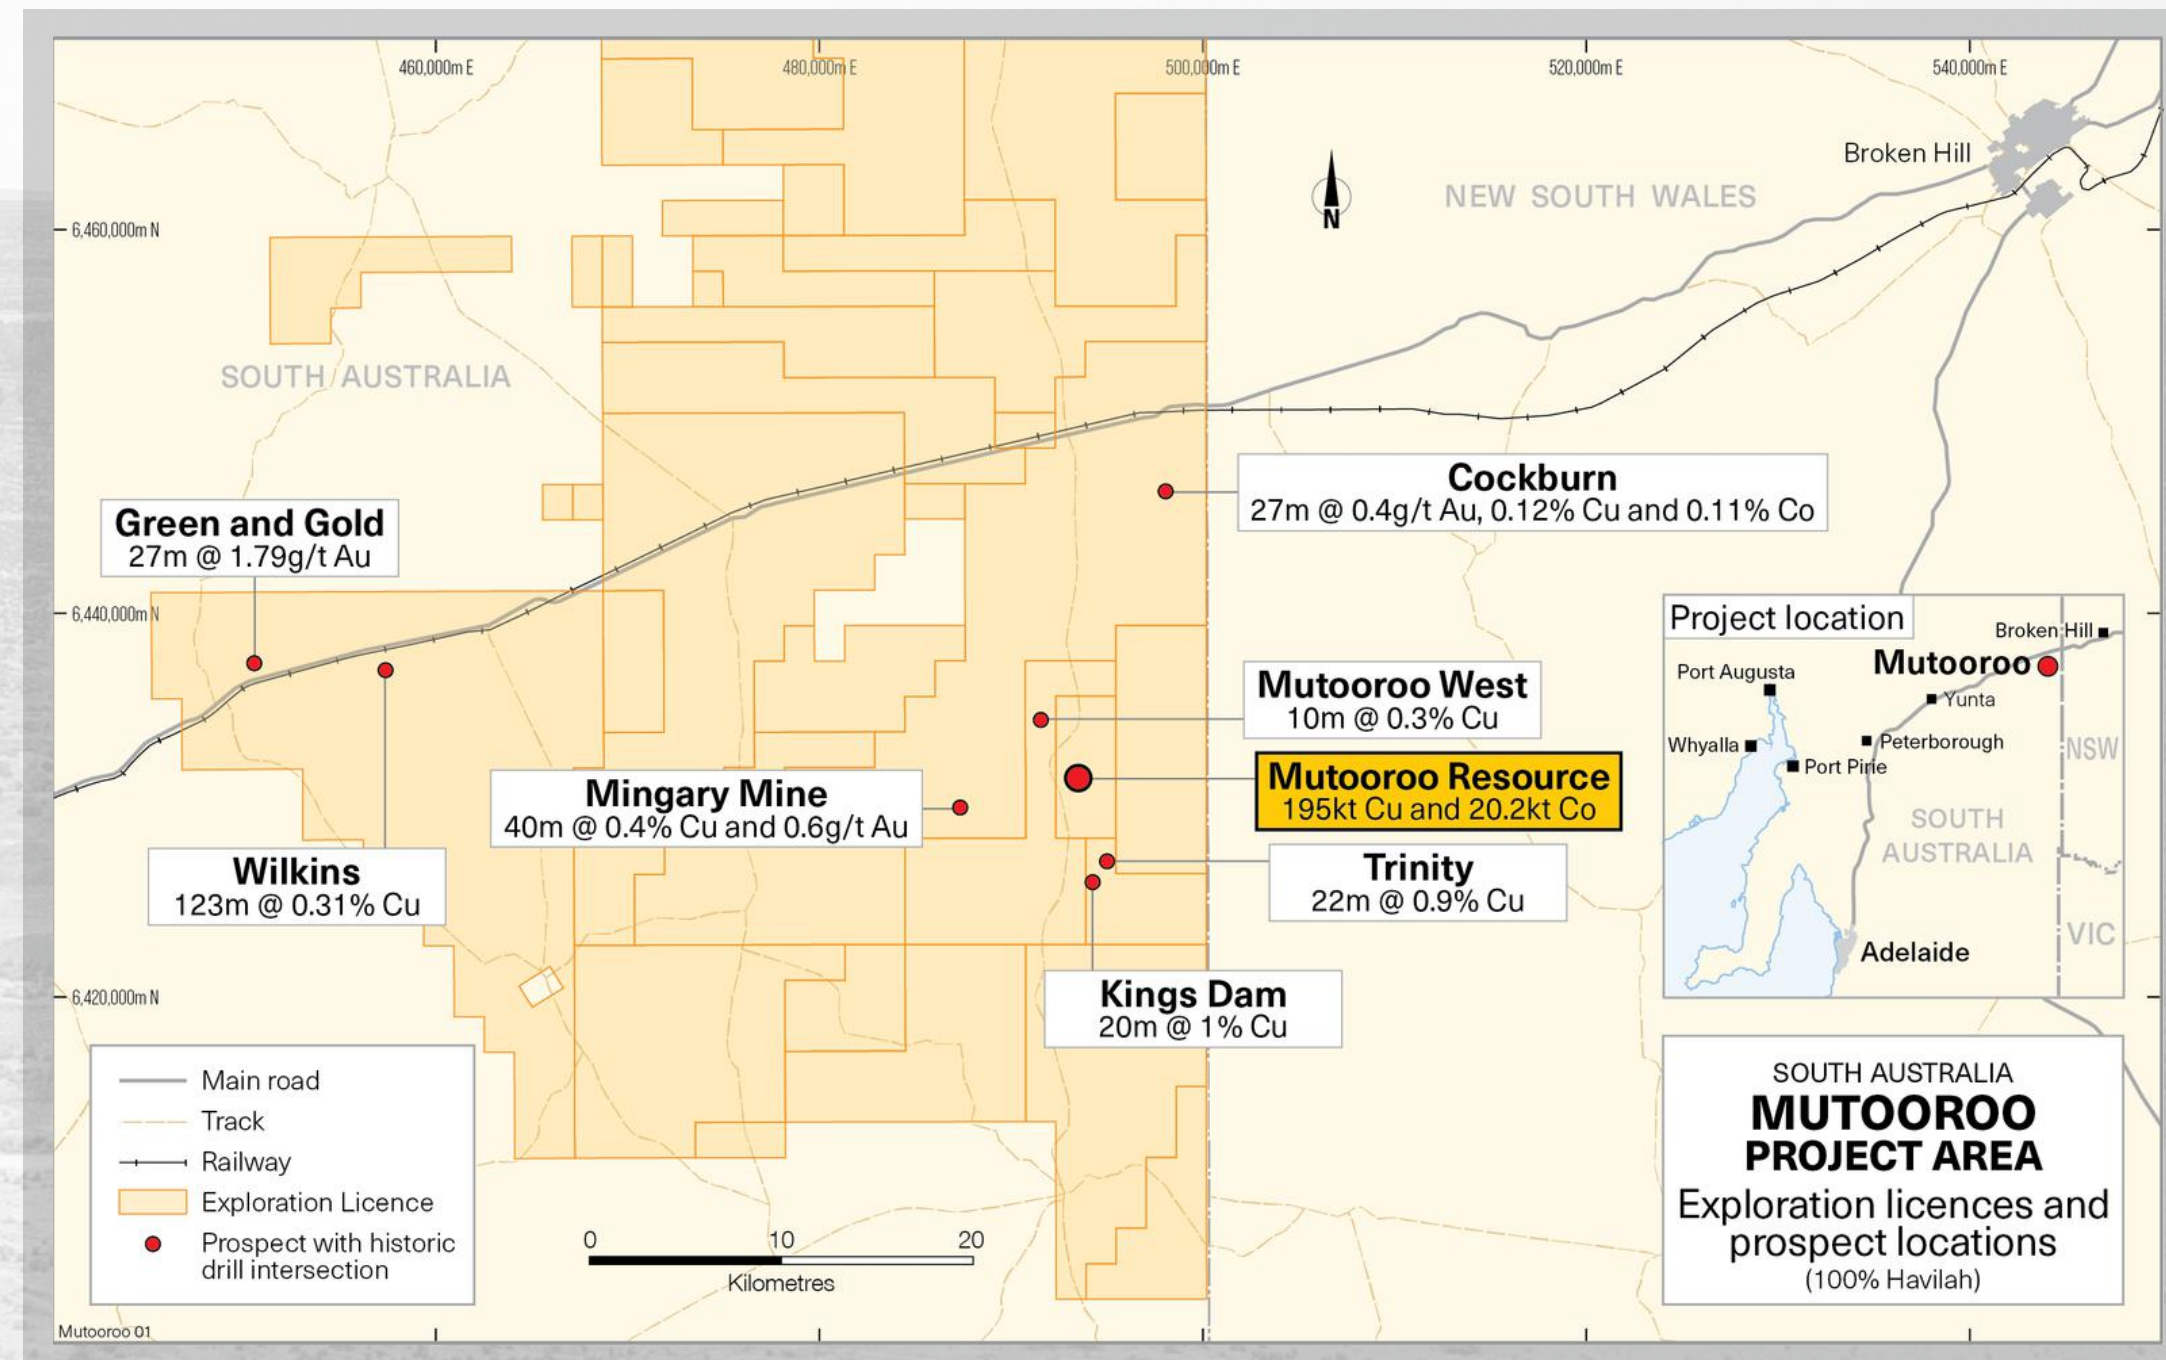 460,000m E
480,000m E
500,000m E
520,000m E
540,000m E
Broken Hill
NEW SOUTH WALES
N
6,460,000m N
SOUTH AUSTRALIA
Cockburn
27m @ 0.4g/t Au, 0.12% Cu and 0.11% Co
Green and Gold
27m @ 1.79g/t Au
6,440,000m N
Mutooroo West
10m @ 0.3% Cu
Mutooroo Resource
195kt Cu and 20.2kt Co
Mingary Mine
40m @ 0.4% Cu and 0.6g/t Au
Wilkins
123m @ 0.31% Cu
Trinity
22m @ 0.9% Cu
Kings Dam
20m @ 1% Cu
6,420,000m N
Project location
Broken Hill
Mutooroo
Port Augusta
Yunta
Whyalla
Peterborough
Port Pirie
NSW
SOUTH
AUSTRALIA
VIC
Adelaide
Main road
Track
Railway
Exploration Licence
Prospect with historic
drill intersection
0 10 20
Kilometres
SOUTH AUSTRALIA
MUTOOROO
PROJECT AREA
Exploration licences and
prospect locations
(100% Havilah)
Mutooroo 01